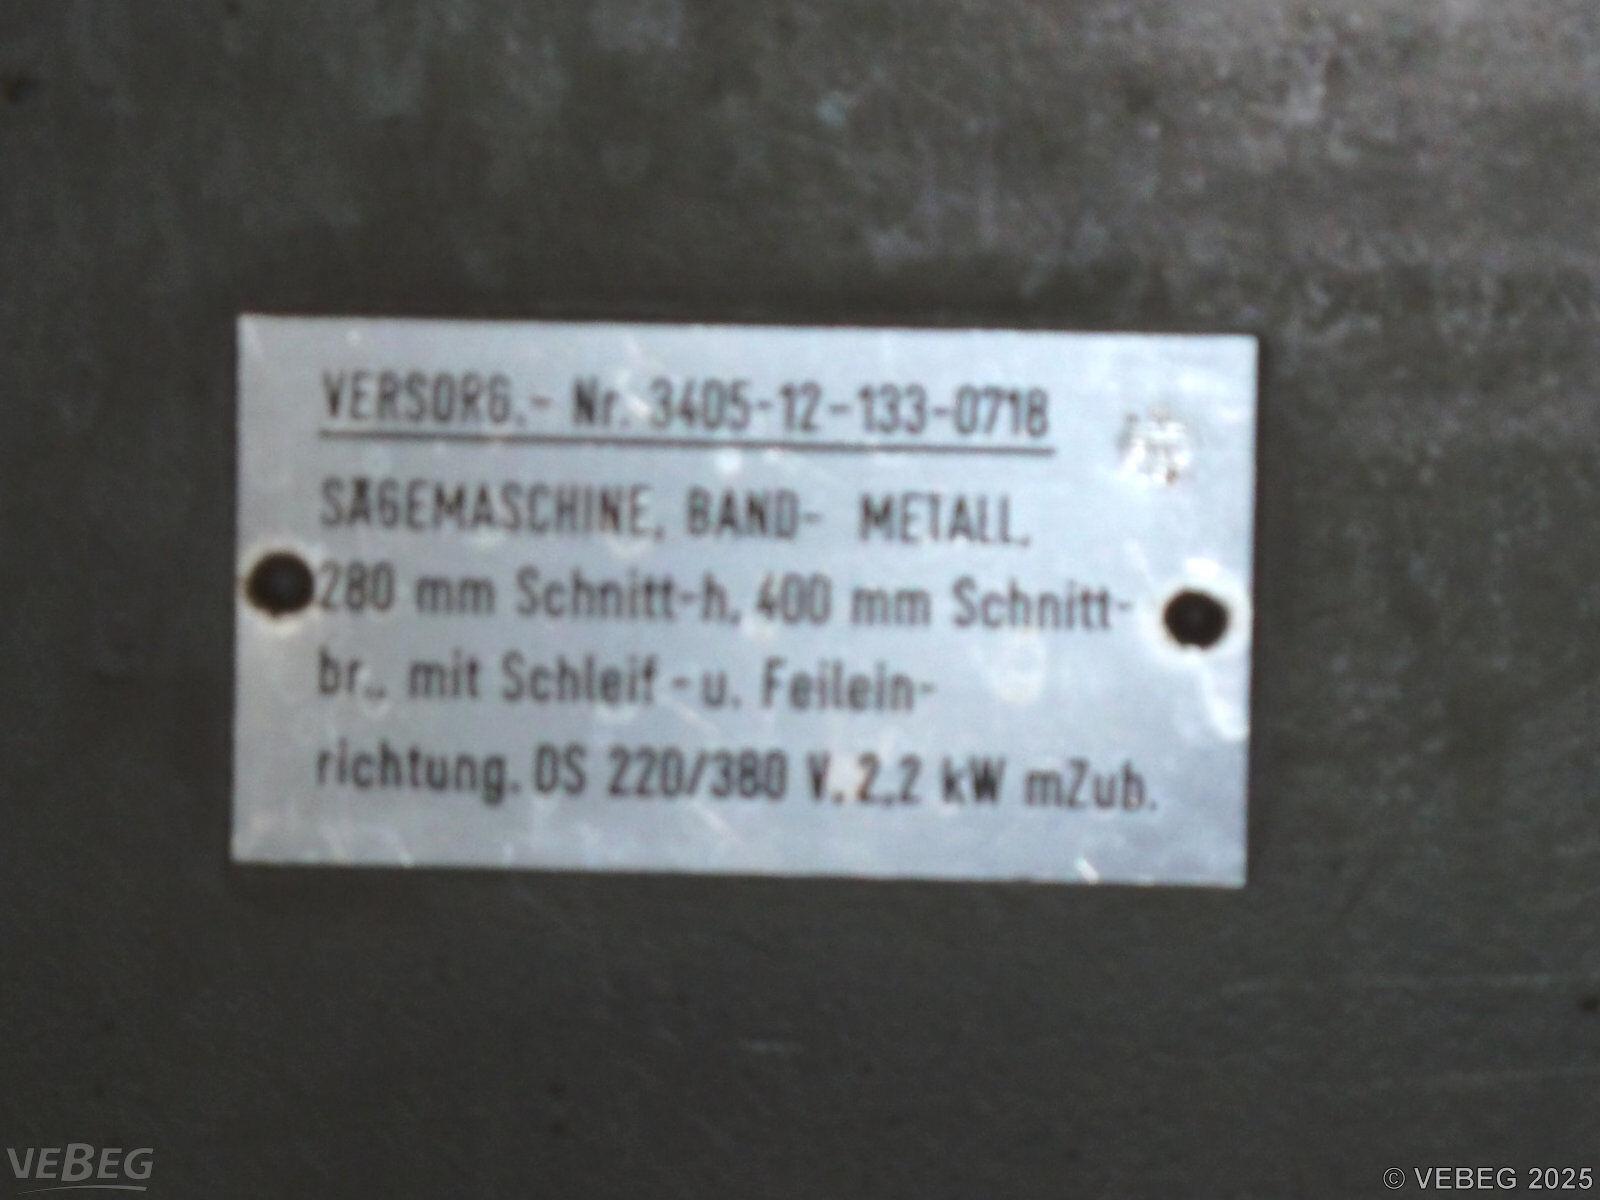 VERSORG.- Nr. 3405-12-133-0718
SÄGEMASCHINE, BAND- METALL,
280 mm Schnitt-h, 400 mm Schnitt-
br., mit Schleif - u. Feilein-
richtung. DS 220/380 V. 2,2 kW mZub.
VEBEG
© VEBEG 2025